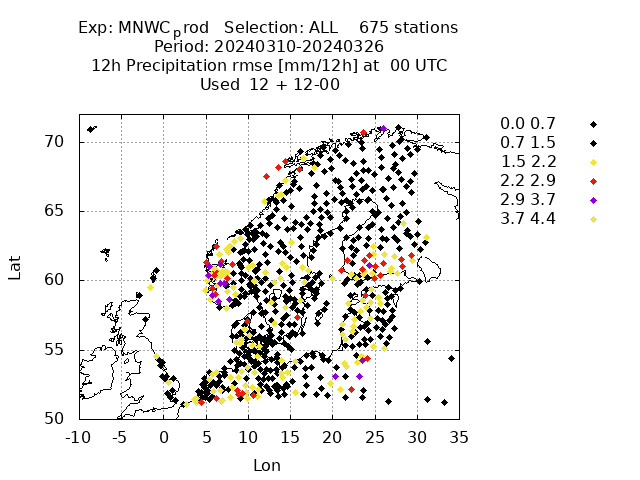 Exp: MNWC_prod Selection: ALL 675 stations
Period: 20240310-20240326
12h Precipitation rmse [mm/12h] at 00 UTC
Used 12 + 12-00
0.0 0.7
0.7 1.5
1.5 2.2
2.2 2.9
2.9 3.7
3.7 4.4
70
65
60
55
50
Lat
-10 -5 0 5 10 15 20 25 30 35
Lon